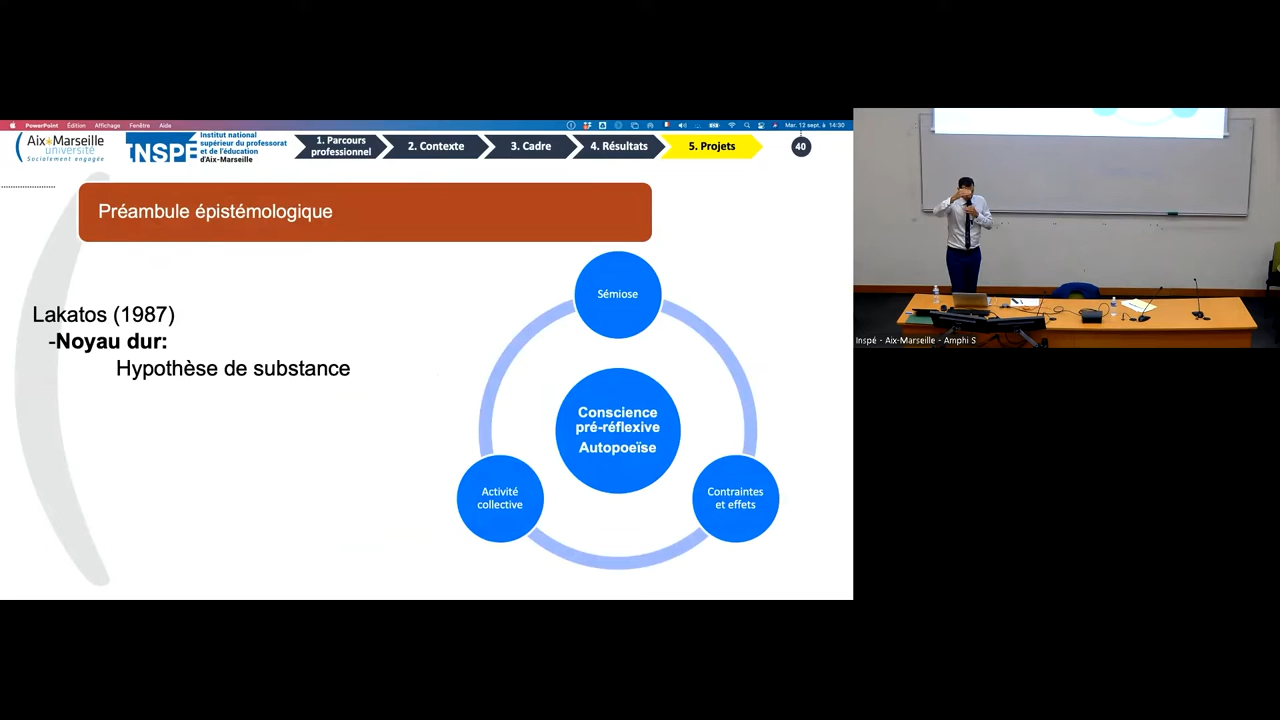 PowerPoint Édition Affichage Fenêtre Aide
Mar. 12 sept. à 14:30
Aix*Marseille
université
Socialement engagée
INSPÉ
Institut national
supérieur du professorat
et de l'éducation
d'Aix-Marseille
1. Parcours
professionnel
2. Contexte
3. Cadre
4. Résultats
5. Projets
40
Préambule épistémologique
Lakatos (1987)
-Noyau dur:
Hypothèse de substance
Sémiose
Conscience
pré-réflexive
Autopoeïse
Activité
collective
Contraintes
et effets
Inspé - Aix-Marseille - Amphi S